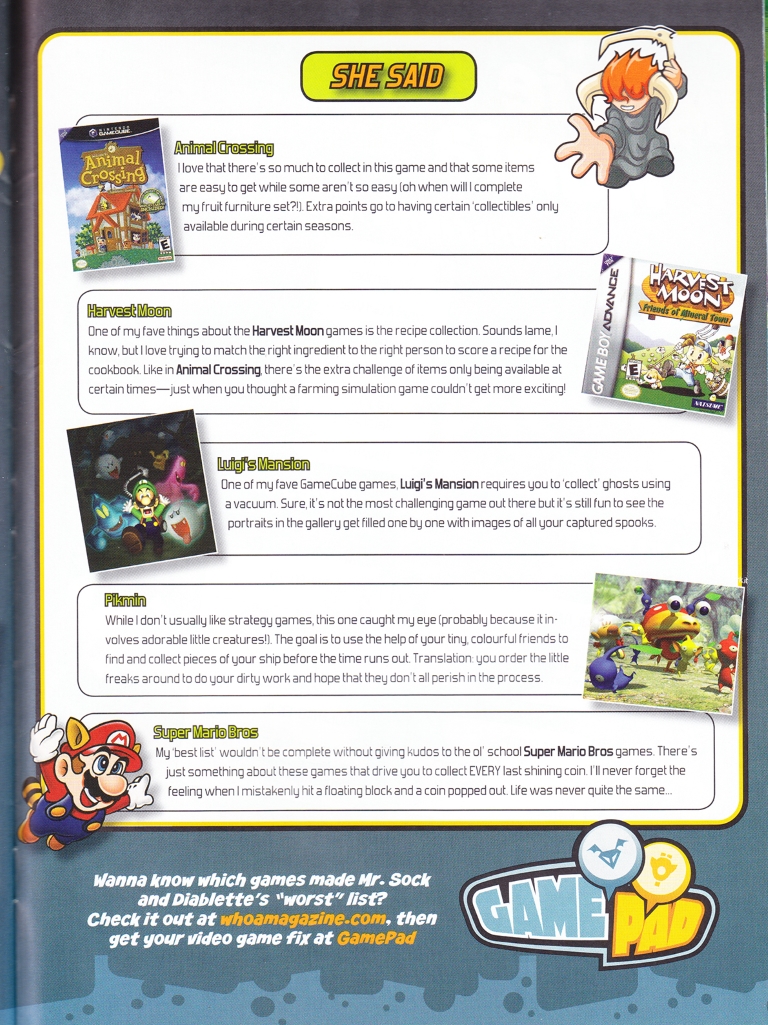 SHE SAID
NINTENDO
GAMECUBE
Animal
Crossing
E
Animal Crossing
I love that there's so much to collect in this game and that some items
are easy to get while some aren't so easy (oh when will I complete
my fruit furniture set?!). Extra points go to having certain 'collectibles' only
available during certain seasons.
GAME BOY ADVANCE
HARVEST
MOON
Friends of Mineral Town
E
NATSUME
Harvest Moon
One of my fave things about the Harvest Moon games is the recipe collection. Sounds lame, I
know, but I love trying to match the right ingredient to the right person to score a recipe for the
cookbook. Like in Animal Crossing, there's the extra challenge of items only being available at
certain times—just when you thought a farming simulation game couldn't get more exciting!
Luigi's Mansion
One of my fave GameCube games, Luigi's Mansion requires you to 'collect' ghosts using
a vacuum. Sure, it's not the most challenging game out there but it's still fun to see the
portraits in the gallery get filled one by one with images of all your captured spooks.
Pikmin
While I don't usually like strategy games, this one caught my eye (probably because it in-
volves adorable little creatures!). The goal is to use the help of your tiny, colourful friends to
find and collect pieces of your ship before the time runs out. Translation: you order the little
freaks around to do your dirty work and hope that they don't all perish in the process.
M
Super Mario Bros
My 'best list' wouldn't be complete without giving kudos to the ol' school Super Mario Bros games. There's
just something about these games that drive you to collect EVERY last shining coin. I'll never forget the
feeling when I mistakenly hit a floating block and a coin popped out. Life was never quite the same...
Wanna know which games made Mr. Sock
and Diablette's "worst" list?
Check it out at whoamagazine.com, then
get your video game fix at GamePad
GAME PAD